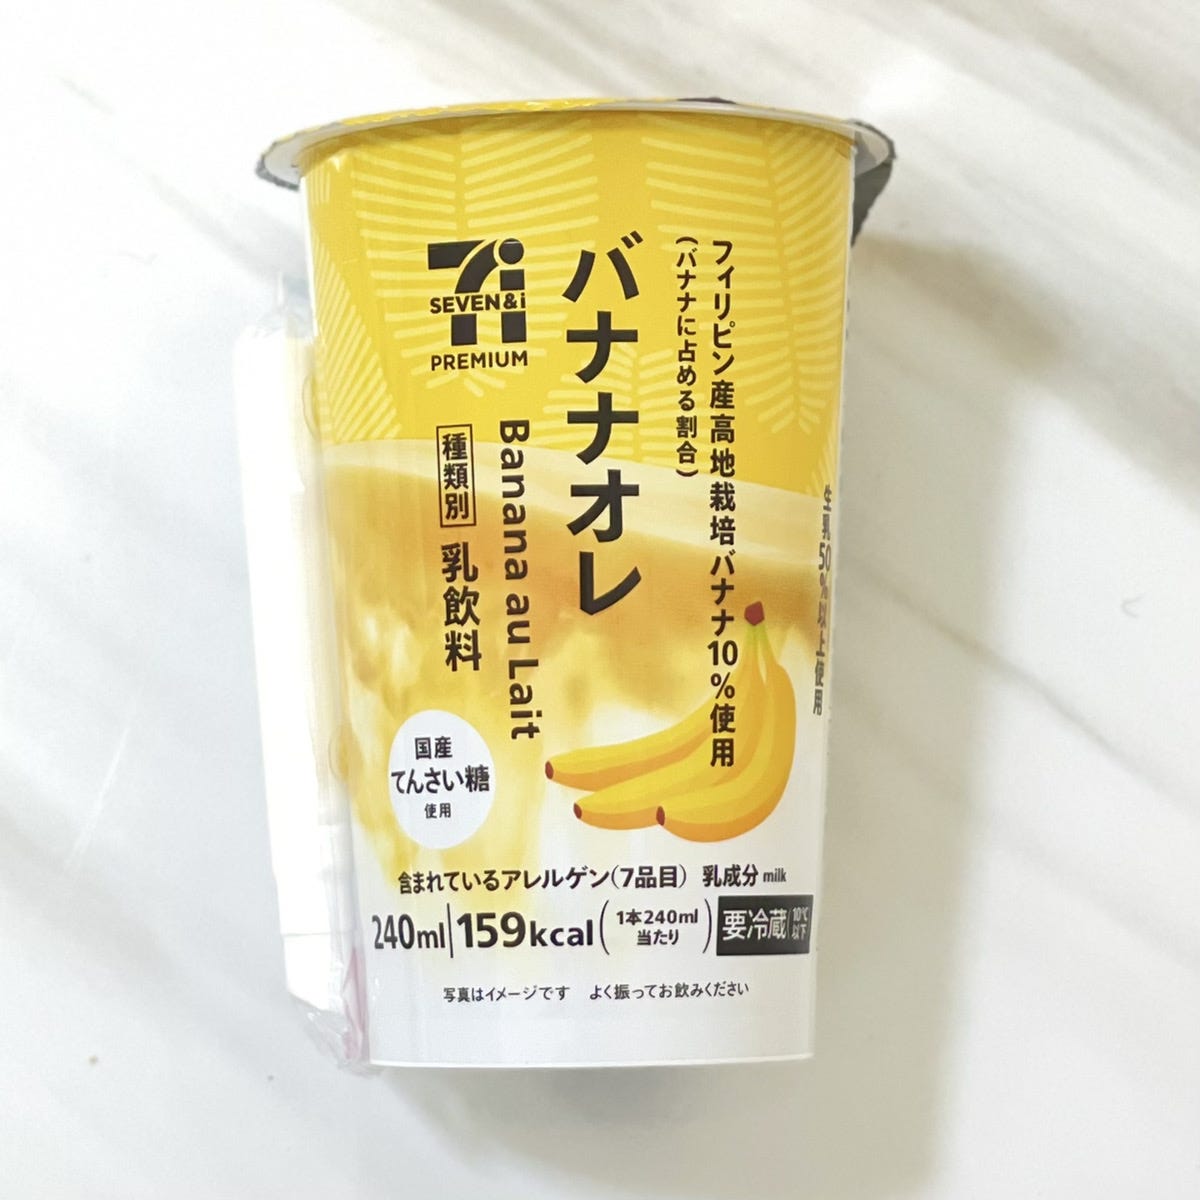 フィリピン産高地栽培バナナ10%使用
(バナナに占める割合)
バナナオレ
Banana au Lait
7i
SEVEN&i
PREMIUM
種類別 乳飲料
生乳50%以上使用
国産
てんさい糖
使用
含まれているアレルゲン(7品目) 乳成分 milk
240ml 159kcal (1本240ml当たり) 要冷蔵 10℃以下
写真はイメージです よく振ってお飲みください